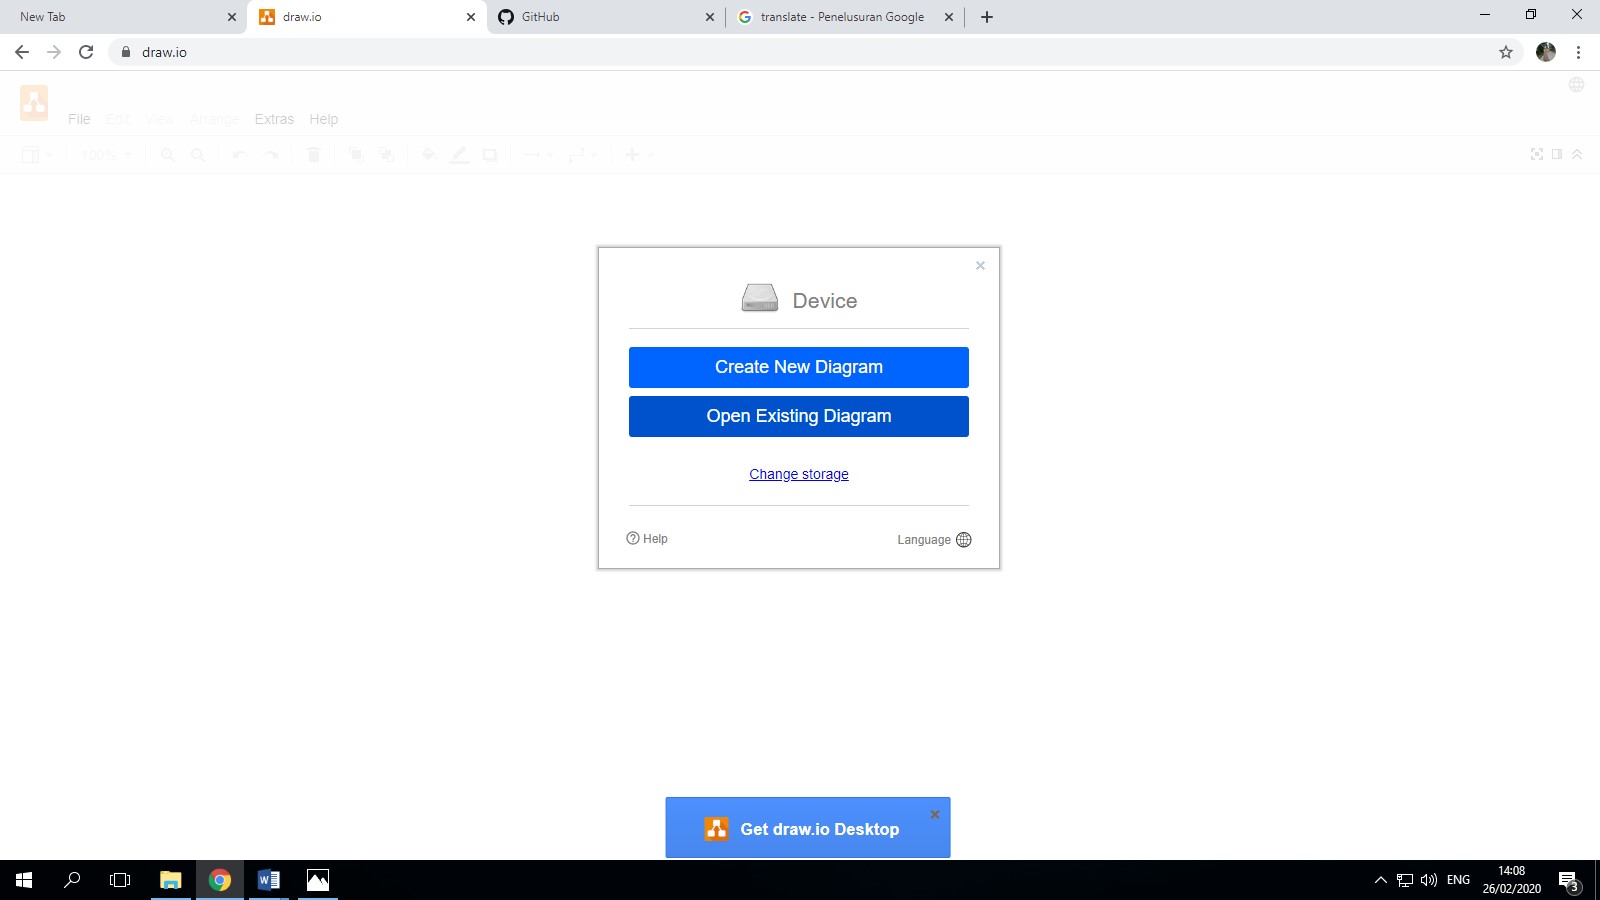 New Tab
draw.io
GitHub
translate - Penelusuran Google
draw.io
File Edit View Arrange Extras Help
100%
Device
Create New Diagram
Open Existing Diagram
Change storage
Help
Language
Get draw.io Desktop
ENG
14:08
26/02/2020
3